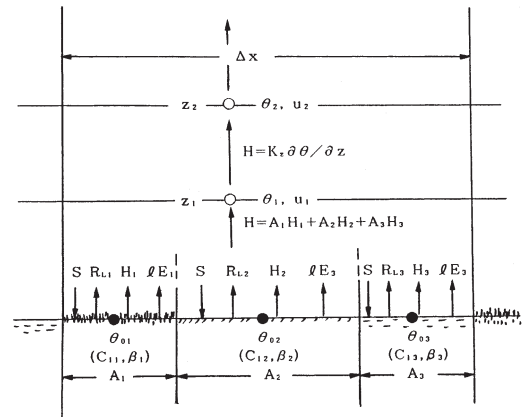 Δx
z₂ θ₂, u₂
H=K₂∂θ/∂z
z₁ θ₁, u₁
H=A₁H₁+A₂H₂+A₃H₃
S R_L1 H₁ ℓE₁ S R_L2 H₂ ℓE₃ S R_L3 H₃ ℓE₃
θ₀₁ θ₀₂ θ₀₃
(C₁₁,β₁) (C₁₂,β₂) (C₁₃,β₃)
A₁ A₂ A₃